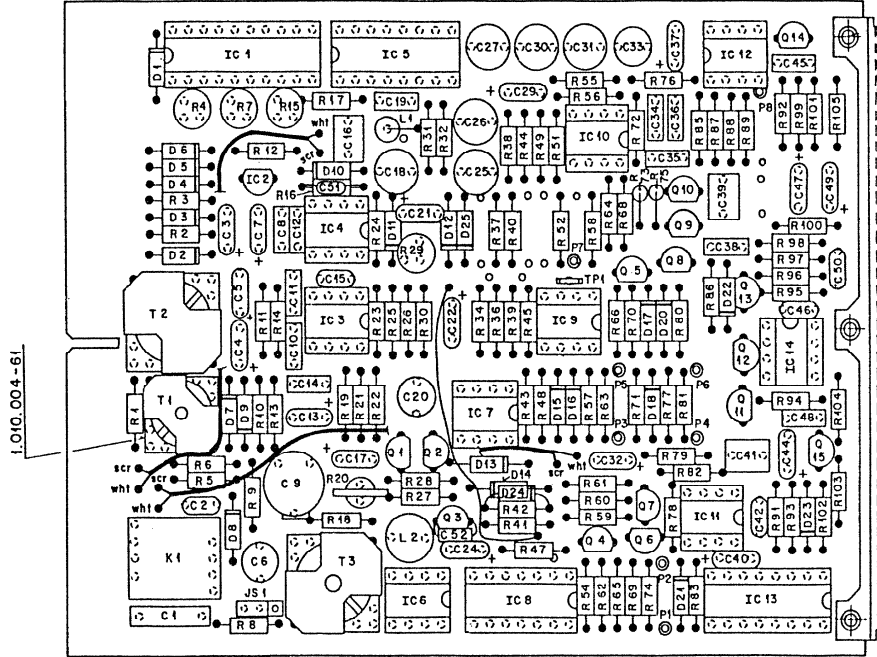 D1
IC 1
IC 5
C27
C30
C31
C33
C37
Q14
IC 12
C45
R4
R7
R15
R17
C19
L1
R31
R32
C29
C26
R55
R56
R76
P8
R38
R44
R49
R51
IC 10
R72
C34
C36
R85
R87
R88
R89
R92
R99
R101
R105
wht
scr
C16
D6
D5
D4
R3
D3
R2
D2
R12
IC2
D10
R16
C51
C18
C25
C35
R73
R75
Q10
C39
C47
C49
C3
C7
C8
C12
IC4
R24
D11
C21
R29
D12
D25
R37
R40
R52
R58
R64
R68
P7
Q9
Q8
C38
R100
R98
R97
R96
R95
C50
T2
C5
C4
R11
R14
C11
C10
C15
IC 3
R23
R25
R26
R30
C22
R34
R36
R39
R45
TP1
IC 9
Q5
R66
R70
D17
D20
R80
R86
D22
Q13
C46
IC 14
Q12
1.010.004-61
R1
T1
D7
D9
R10
R13
C14
C13
R19
R21
R22
C20
IC 7
R43
R48
D15
D16
R57
R63
P5
P3
R71
D18
R77
R81
P6
P4
Q11
R94
C48
R104
scr
wht
R6
R5
scr
wht
C2
C17
Q1
Q2
D13
scr
wht
D14
C32
R79
R82
C41
C44
Q15
R103
K1
D8
R9
C9
R20
R28
R27
D24
R42
R41
R61
R60
R59
Q7
R78
IC11
C42
R91
R93
D23
R102
C6
JS1
R18
L2
Q3
C52
C24
R47
Q4
Q6
C40
C1
R8
T3
IC6
IC 8
R54
R62
R65
R69
R74
P2
P1
D21
R83
IC 13